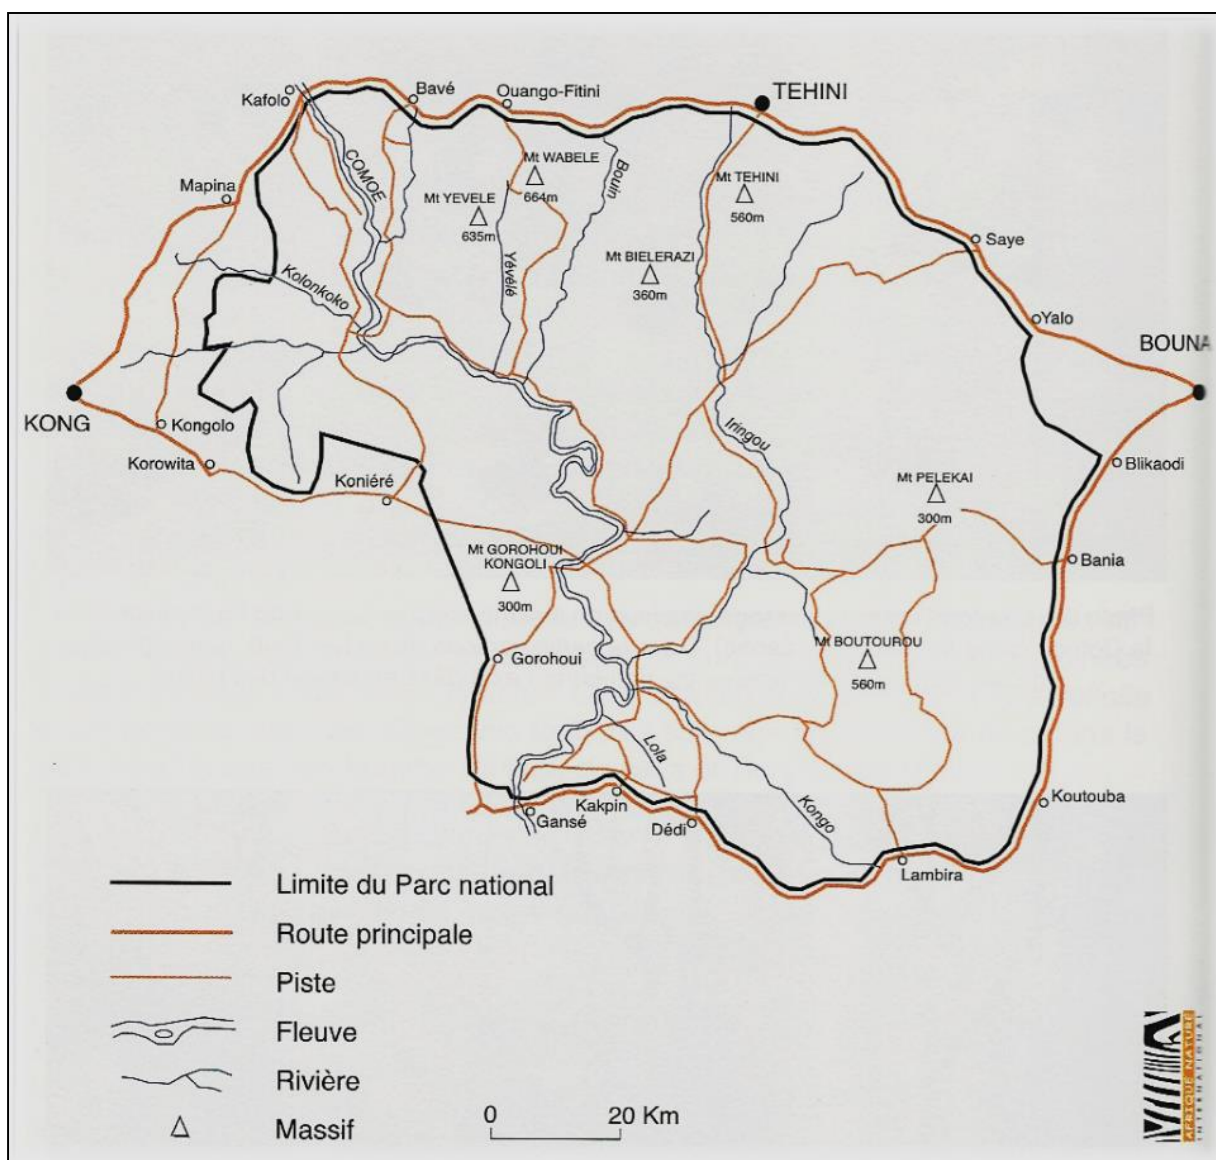 Kafolo
Bavé
Ouango-Fitini
TEHINI
COMOE
Mt WABELE
664m
Bouin
Mapina
Mt YEVELE
635m
Mt TEHINI
560m
Yévélé
Mt BIELERAZI
360m
Saye
Kolonkoko
Yalo
BOUNA
KONG
Kongolo
Korowita
Koniéré
Iringou
Blikaodi
Mt PELEKAI
300m
Mt GOROHOUI
KONGOLI
300m
Bania
Gorohoui
Mt BOUTOUROU
560m
Lola
Kongo
Gansé
Kakpin
Dédi
Koutouba
Lambira
Limite du Parc national
Route principale
Piste
Fleuve
Rivière
Massif
0 20 Km
AFRIQUE NATURE
INTERNATIONAL